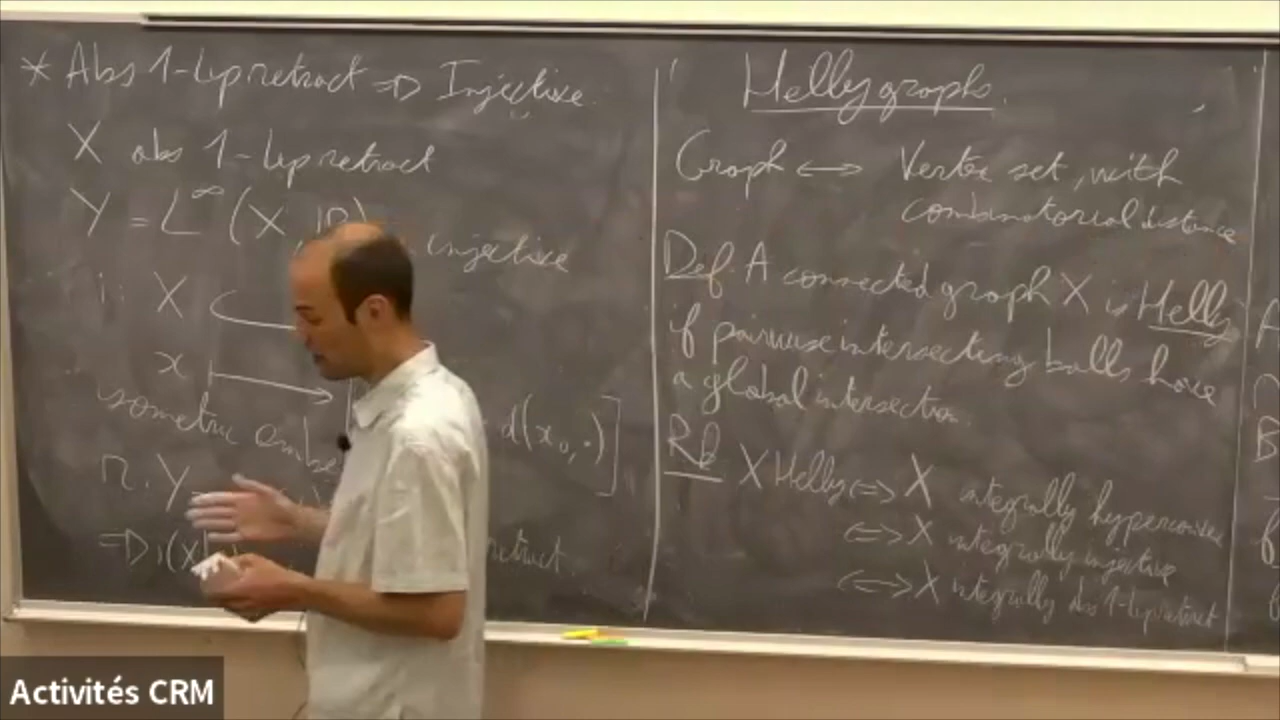 * Abs 1-Lip retract => Injective
X abs 1-Lip retract
Y = L^∞(X, IR) injective
i: X
x
isometric embe d(x₀, ·)]
r. Y
=> i(X) retract.
Helly graphs.
Graph <-> Vertex set, with
combinatorial distance
Def. A connected graph X is Helly
if pairwise intersecting balls have
a global intersection.
Rk X Helly <=> X integrally hyperconvex
<=> X integrally injective
<=> X integrally abs 1-Lip retract
Activités CRM